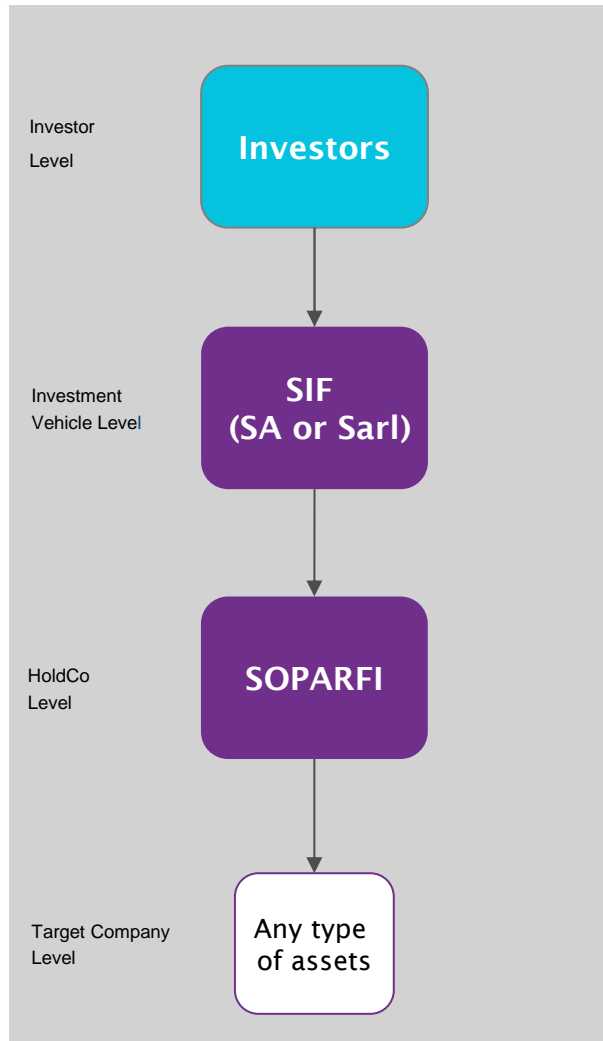 Investor
Level
Investors
Investment
Vehicle Level
SIF
(SA or Sarl)
HoldCo
Level
SOPARFI
Target Company
Level
Any type
of assets